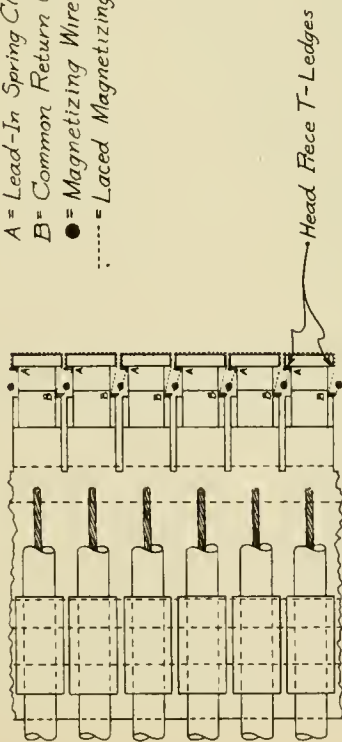 A = Lead-In Spring
B = Common Return
● = Magnetizing Wire
---- = Laced Magnetizing
Head Piece T-Ledges
A
A
A
A
A
A
B
B
B
B
B
B